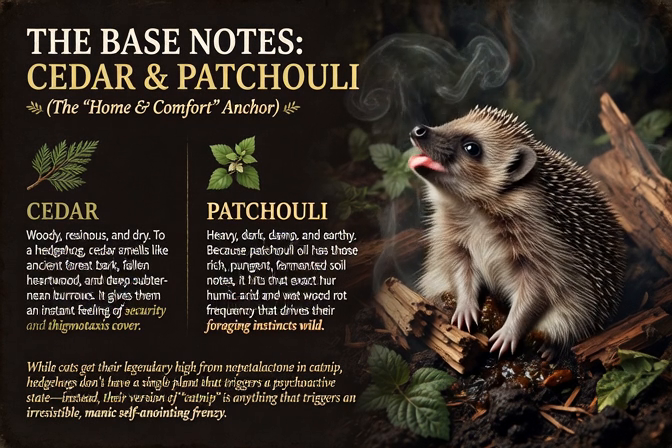 THE BASE NOTES:
CEDAR & PATCHOULI
(The “Home & Comfort” Anchor)
CEDAR
Woody, resinous, and dry. To
a hedgehog, cedar smells like
ancient forest bark, fallen
heartwood, and deep subter-
nean burrows. It gives them
an instant feeling of security
and thigmotaxis cover.
PATCHOULI
Heavy, dark, damp, and earthy.
Because patchouli oil has those
rich, pungent, fermented soil
notes, it hits that exact
humic acid and wet wood rot
frequency that drives their
foraging instincts wild.
While cats get their legendary high from nepetalactone in catnip,
hedgehogs don't have a single plant that triggers a psychoactive
state—instead, their version of "catnip" is anything that triggers an
irresistible, manic self-anointing frenzy.